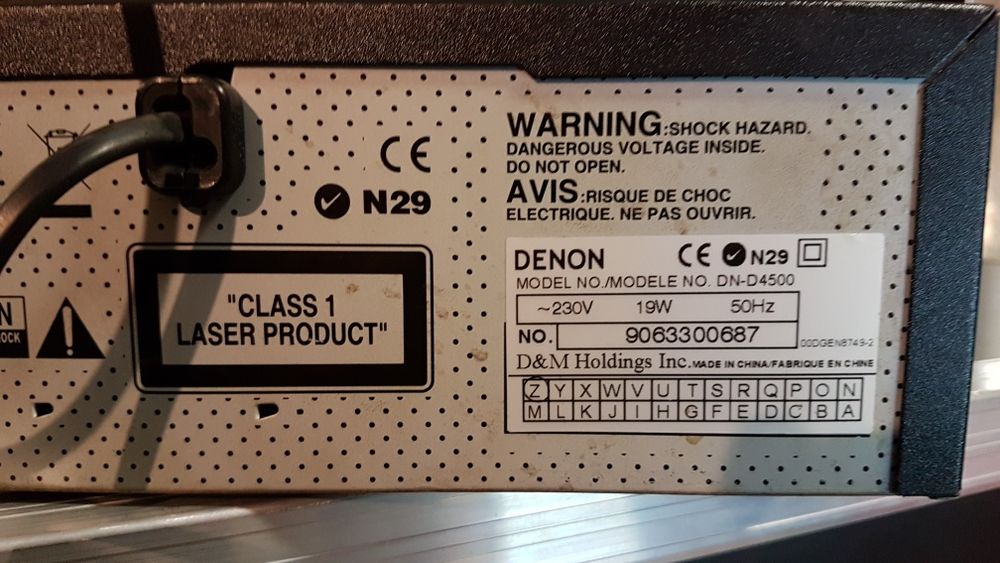 WARNING:SHOCK HAZARD.
DANGEROUS VOLTAGE INSIDE.
DO NOT OPEN.
AVIS:RISQUE DE CHOC
ELECTRIQUE. NE PAS OUVRIR.
CE
N29
"CLASS 1
LASER PRODUCT"
N
OCK
DENON CE N29
MODEL NO./MODELE NO. DN-D4500
~230V 19W 50Hz
NO. 9063300687
00DGEN8749-2
D&M Holdings Inc. MADE IN CHINA/FABRIQUE EN CHINE
Z Y X W V U T S R Q P O N
M L K J I H G F E D C B A